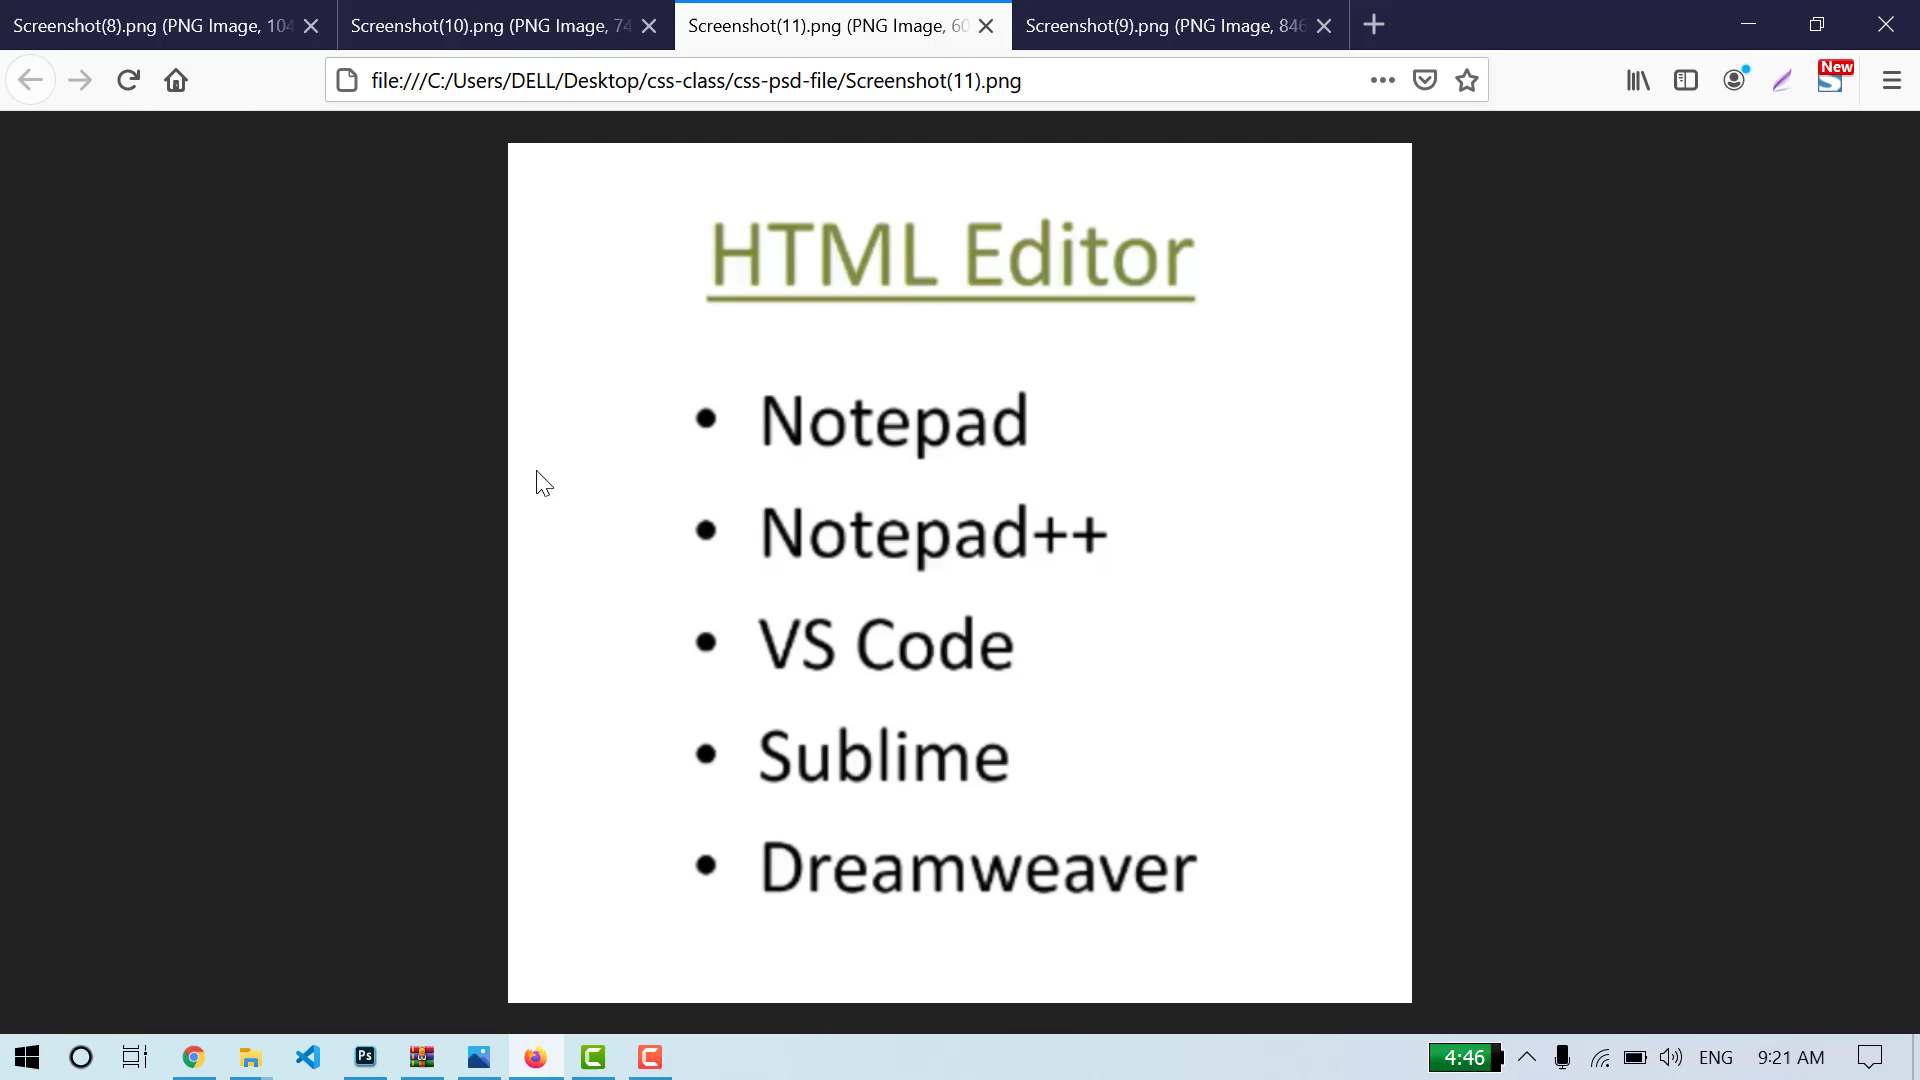 Screenshot(8).png (PNG Image, 104
Screenshot(10).png (PNG Image, 74
Screenshot(11).png (PNG Image, 60
Screenshot(9).png (PNG Image, 846
file:///C:/Users/DELL/Desktop/css-class/css-psd-file/Screenshot(11).png
New
HTML Editor
• Notepad
• Notepad++
• VS Code
• Sublime
• Dreamweaver
Ps
4:46
ENG
9:21 AM